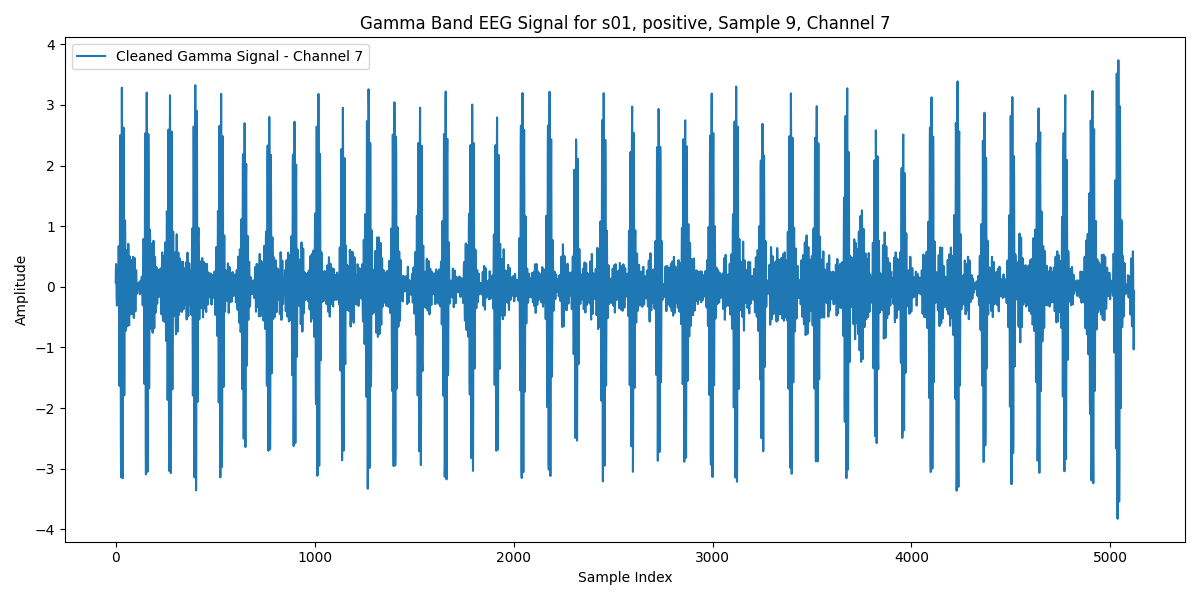 Gamma Band EEG Signal for s01, positive, Sample 9, Channel 7
Cleaned Gamma Signal - Channel 7
Amplitude
4
3
2
1
0
−1
−2
−3
−4
0 1000 2000 3000 4000 5000
Sample Index